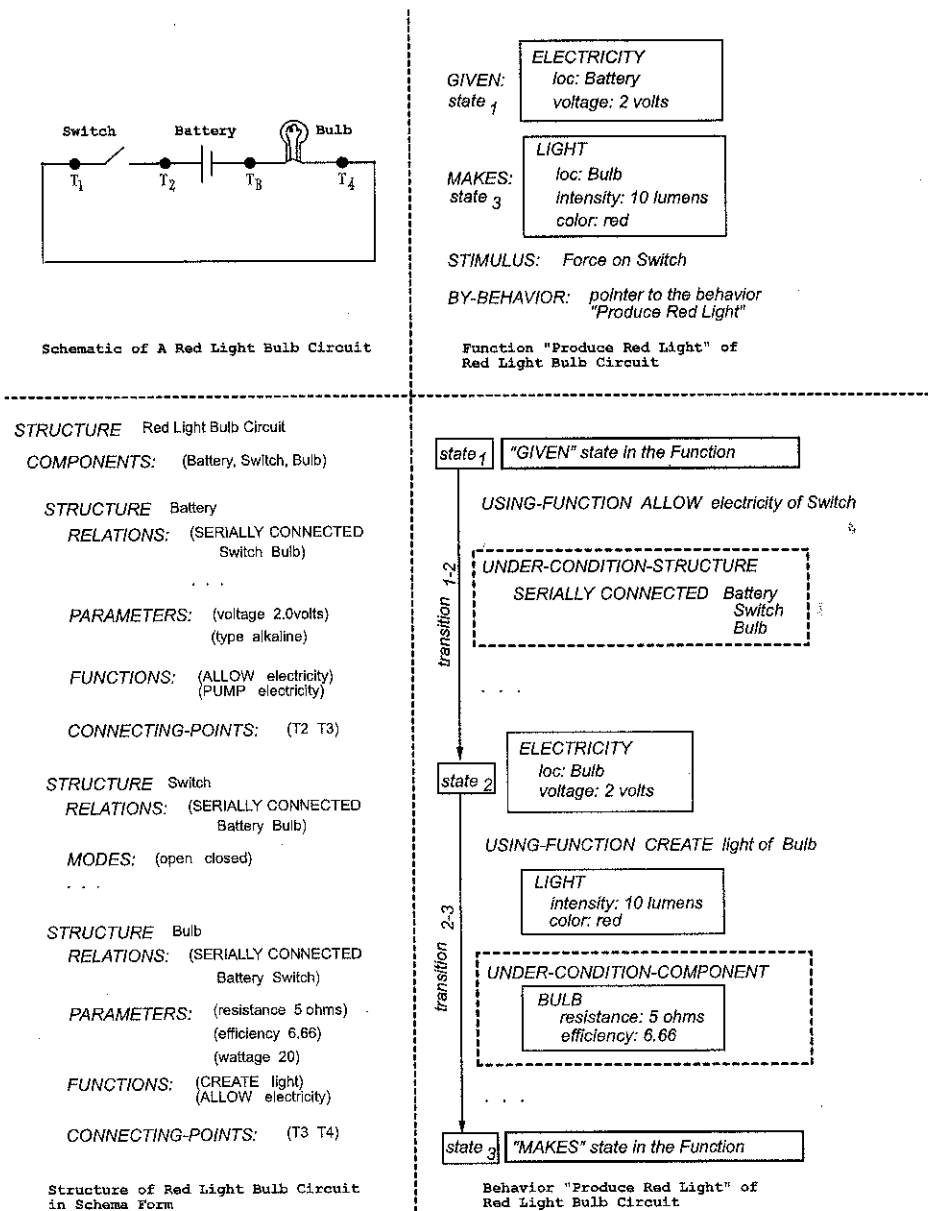 Switch Battery Bulb
T1 T2 T3 T4
Schematic of A Red Light Bulb Circuit
GIVEN:
state 1
ELECTRICITY
loc: Battery
voltage: 2 volts
MAKES:
state 3
LIGHT
loc: Bulb
intensity: 10 lumens
color: red
STIMULUS: Force on Switch
BY-BEHAVIOR: pointer to the behavior
"Produce Red Light"
Function "Produce Red Light" of
Red Light Bulb Circuit
STRUCTURE Red Light Bulb Circuit
COMPONENTS: (Battery, Switch, Bulb)
STRUCTURE Battery
RELATIONS: (SERIALLY CONNECTED
Switch Bulb)
. . .
PARAMETERS: (voltage 2.0volts)
(type alkaline)
FUNCTIONS: (ALLOW electricity)
(PUMP electricity)
CONNECTING-POINTS: (T2 T3)
STRUCTURE Switch
RELATIONS: (SERIALLY CONNECTED
Battery Bulb)
MODES: (open closed)
. . .
STRUCTURE Bulb
RELATIONS: (SERIALLY CONNECTED
Battery Switch)
PARAMETERS: (resistance 5 ohms)
(efficiency 6.66)
(wattage 20)
FUNCTIONS: (CREATE light)
(ALLOW electricity)
CONNECTING-POINTS: (T3 T4)
Structure of Red Light Bulb Circuit
in Schema Form
state 1 "GIVEN" state in the Function
USING-FUNCTION ALLOW electricity of Switch
transition 1-2
UNDER-CONDITION-STRUCTURE
SERIALLY CONNECTED Battery
Switch
Bulb
. . .
state 2
ELECTRICITY
loc: Bulb
voltage: 2 volts
USING-FUNCTION CREATE light of Bulb
LIGHT
intensity: 10 lumens
color: red
transition 2-3
UNDER-CONDITION-COMPONENT
BULB
resistance: 5 ohms
efficiency: 6.66
. . .
state 3 "MAKES" state in the Function
Behavior "Produce Red Light" of
Red Light Bulb Circuit